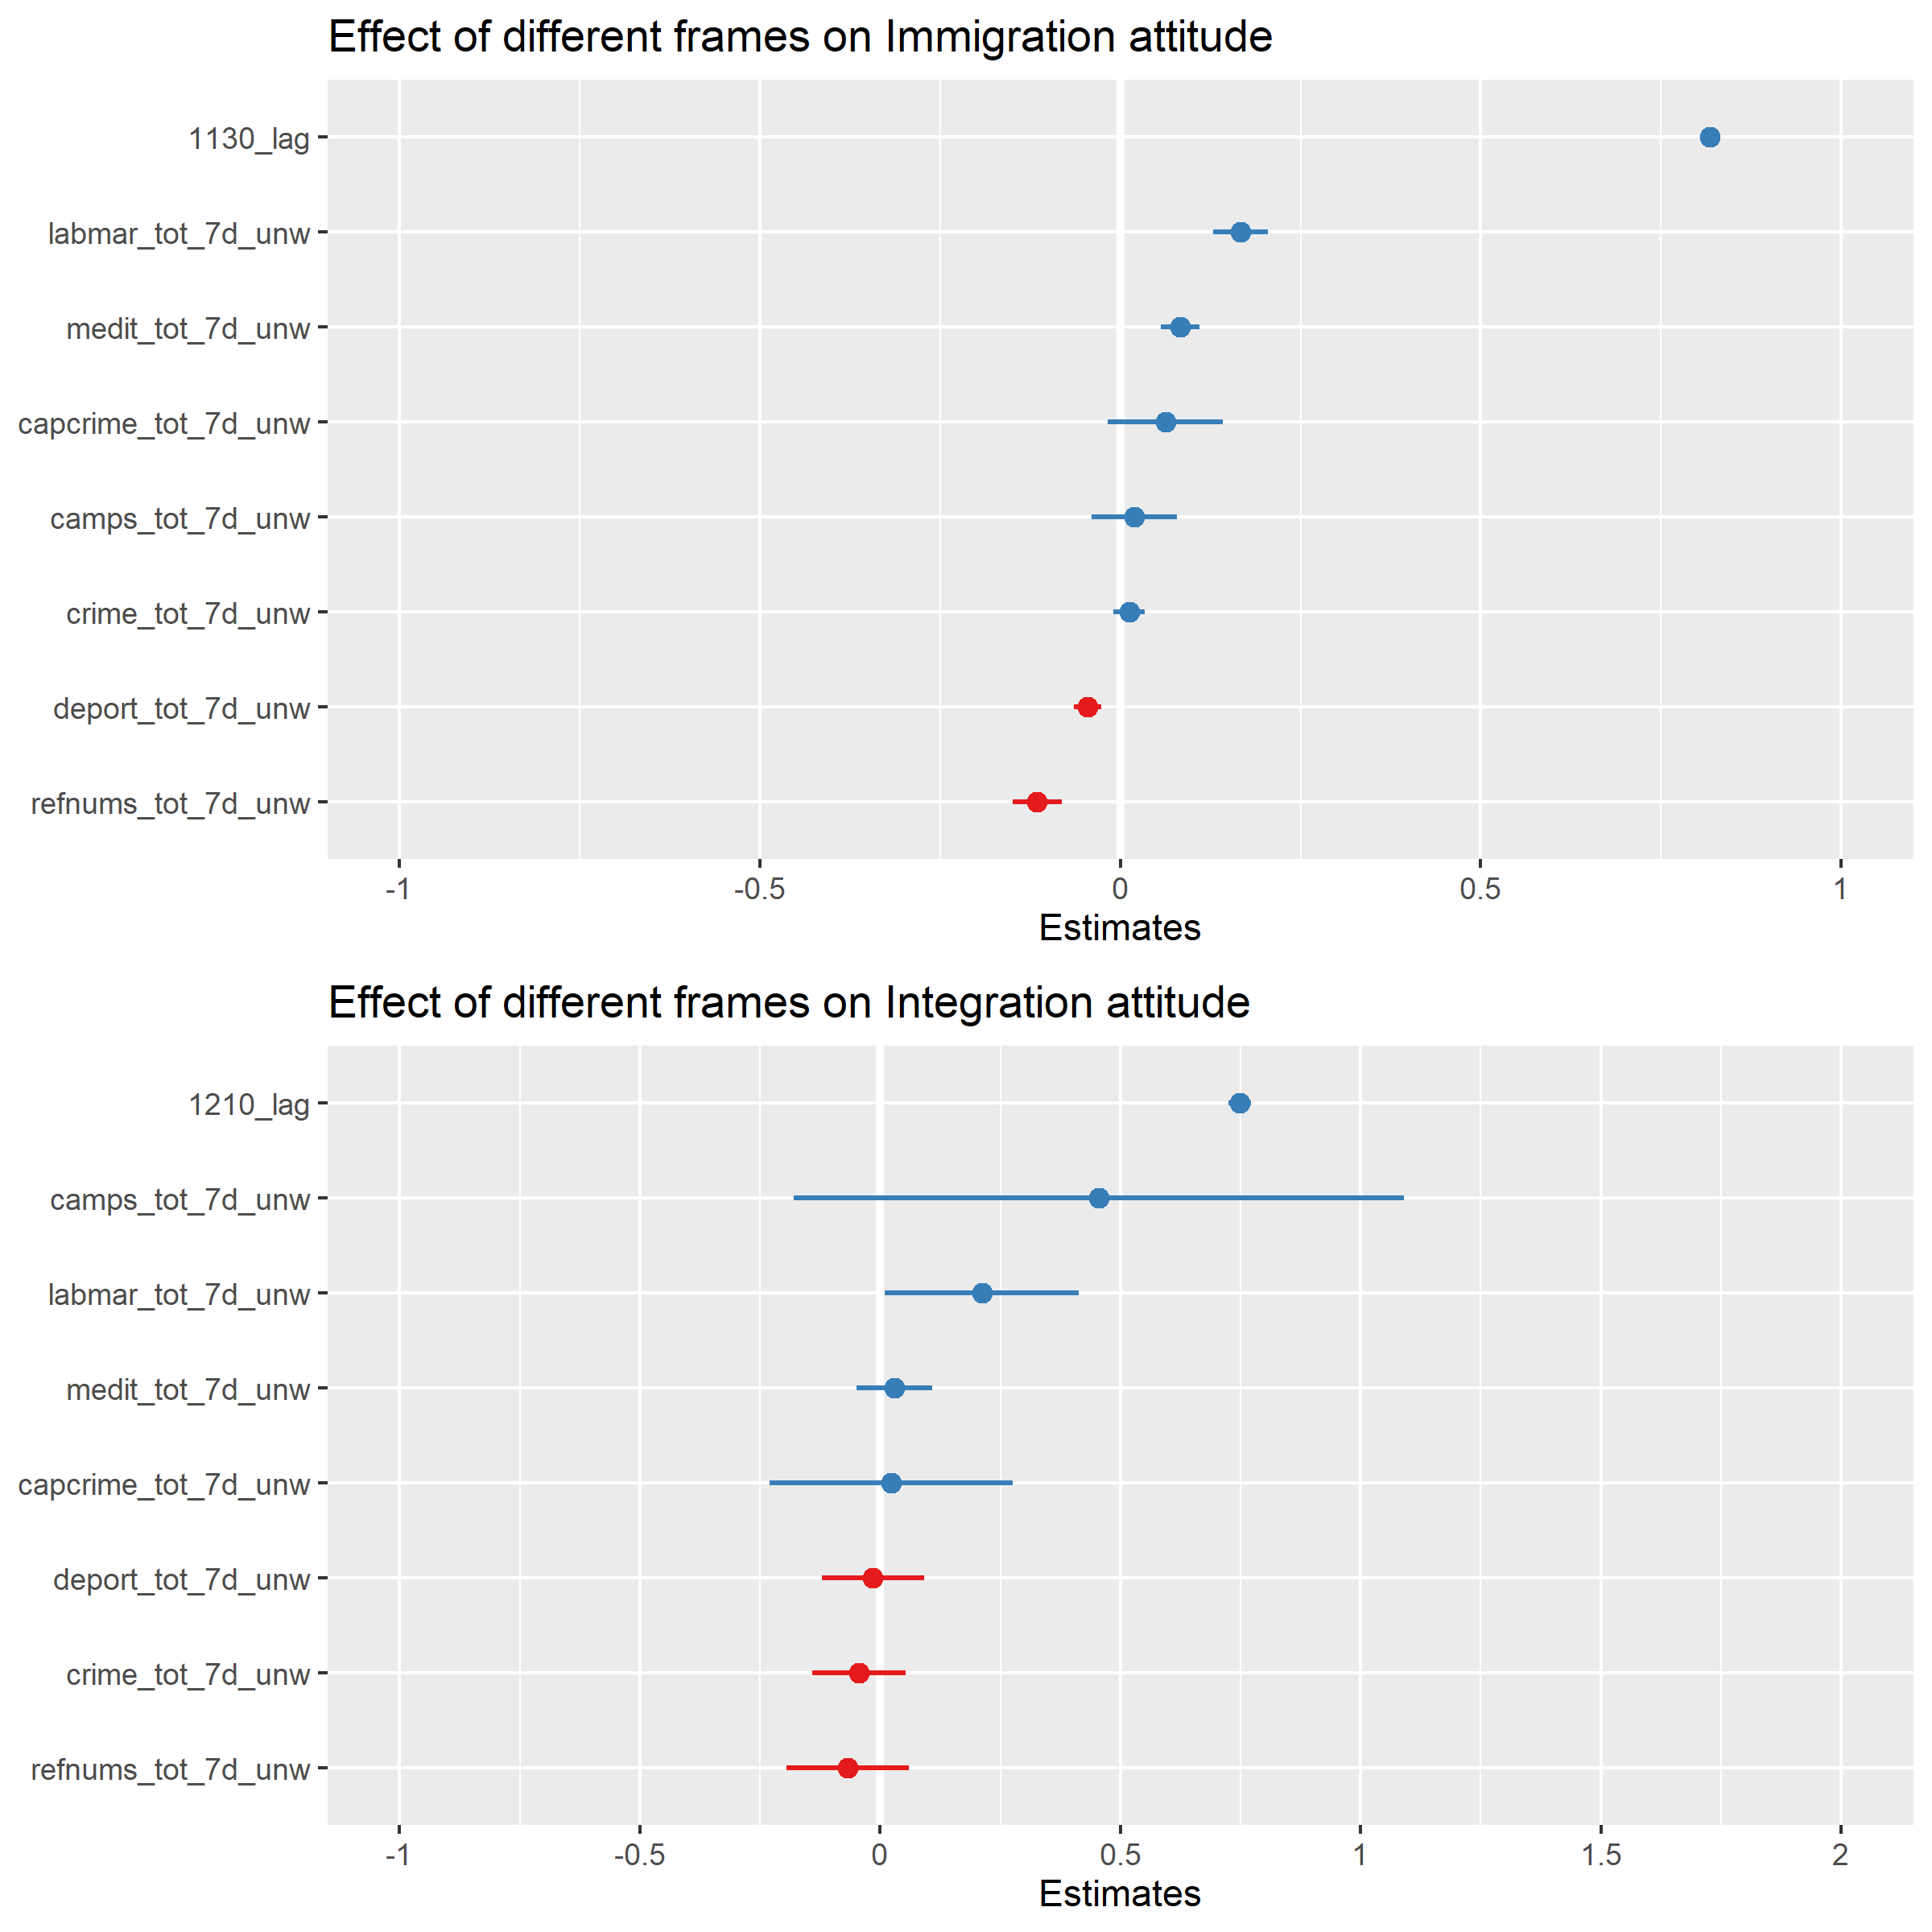 Effect of different frames on Immigration attitude
1130_lag
labmar_tot_7d_unw
medit_tot_7d_unw
capcrime_tot_7d_unw
camps_tot_7d_unw
crime_tot_7d_unw
deport_tot_7d_unw
refnums_tot_7d_unw
-1 -0.5 0 0.5 1
Estimates
Effect of different frames on Integration attitude
1210_lag
camps_tot_7d_unw
labmar_tot_7d_unw
medit_tot_7d_unw
capcrime_tot_7d_unw
deport_tot_7d_unw
crime_tot_7d_unw
refnums_tot_7d_unw
-1 -0.5 0 0.5 1 1.5 2
Estimates